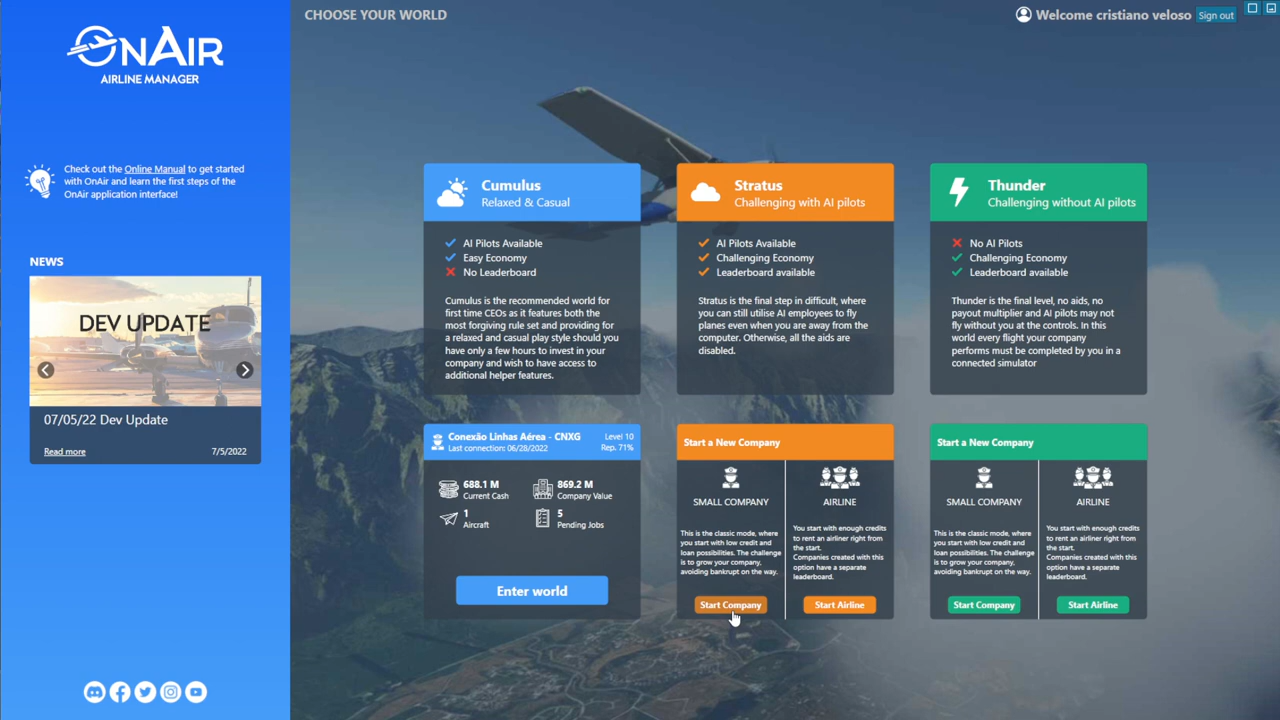 ONAIR
AIRLINE MANAGER
Check out the Online Manual to get started
with OnAir and learn the first steps of the
OnAir application interface!
NEWS
DEV UPDATE
07/05/22 Dev Update
Read more
7/5/2022
CHOOSE YOUR WORLD
Welcome cristiano veloso
Sign out
Cumulus
Relaxed & Casual
AI Pilots Available
Easy Economy
No Leaderboard
Cumulus is the recommended world for
first time CEOs as it features both the
most forgiving rule set and providing for
a relaxed and casual play style should you
have only a few hours to invest in your
company and wish to have access to
additional helper features.
Stratus
Challenging with AI pilots
AI Pilots Available
Challenging Economy
Leaderboard available
Stratus is the final step in difficult, where
you can still utilise AI employees to fly
planes even when you are away from the
computer. Otherwise, all the aids are
disabled.
Thunder
Challenging without AI pilots
No AI Pilots
Challenging Economy
Leaderboard available
Thunder is the final level, no aids, no
payout multiplier and AI pilots may not
fly without you at the controls. In this
world every flight your company
performs must be completed by you in a
connected simulator
Conexão Linhas Aérea - CNXG
Level 10
Last connection: 06/28/2022
Rep. 71%
688.1 M
Current Cash
869.2 M
Company Value
1
Aircraft
5
Pending Jobs
Enter world
Start a New Company
SMALL COMPANY
This is the classic mode, where
you start with low credit and
loan possibilities. The challenge
is to grow your company,
avoiding bankrupt on the way.
Start Company
AIRLINE
You start with enough credits
to rent an airliner right from
the start.
Companies created with this
option have a separate
leaderboard.
Start Airline
Start a New Company
SMALL COMPANY
This is the classic mode, where
you start with low credit and
loan possibilities. The challenge
is to grow your company,
avoiding bankrupt on the way.
Start Company
AIRLINE
You start with enough credits
to rent an airliner right from
the start.
Companies created with this
option have a separate
leaderboard.
Start Airline